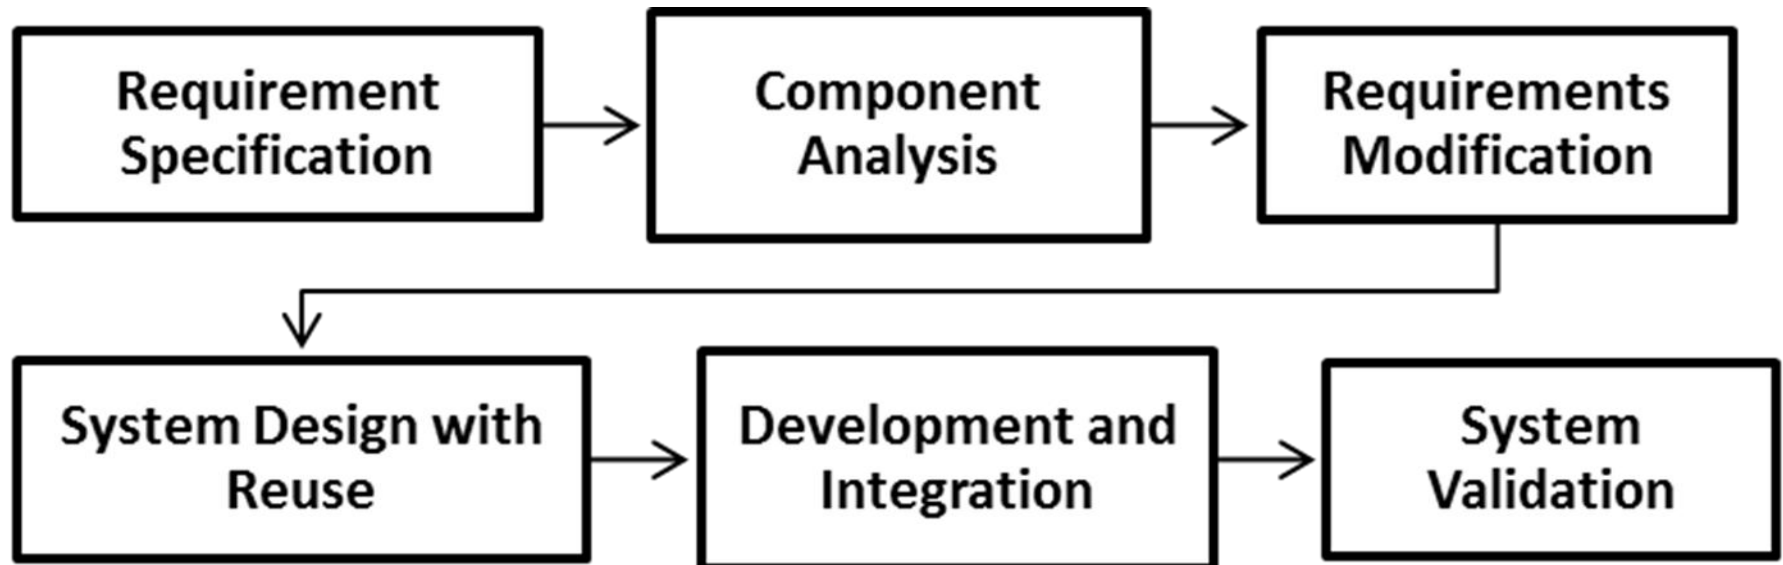 Requirement
Specification
Component
Analysis
Requirements
Modification
System Design with
Reuse
Development and
Integration
System
Validation